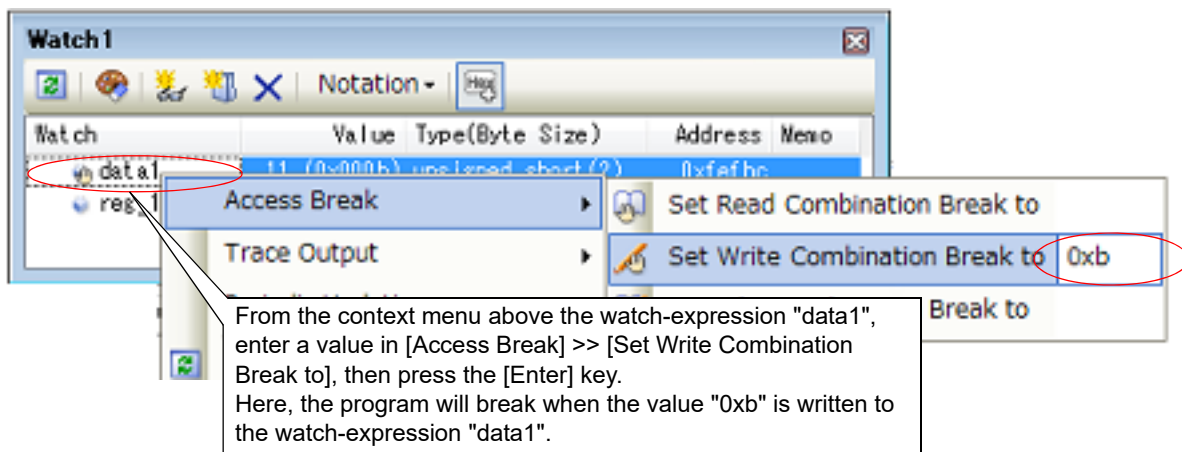 Watch1
Notation
Hex
Watch Value Type(Byte Size) Address Memo
data1 11 (0x000b) unsigned short(2)
reg_1
Access Break
Trace Output
Set Read Combination Break to
Set Write Combination Break to 0xb
Break to
From the context menu above the watch-expression "data1",
enter a value in [Access Break] >> [Set Write Combination
Break to], then press the [Enter] key.
Here, the program will break when the value "0xb" is written to
the watch-expression "data1".